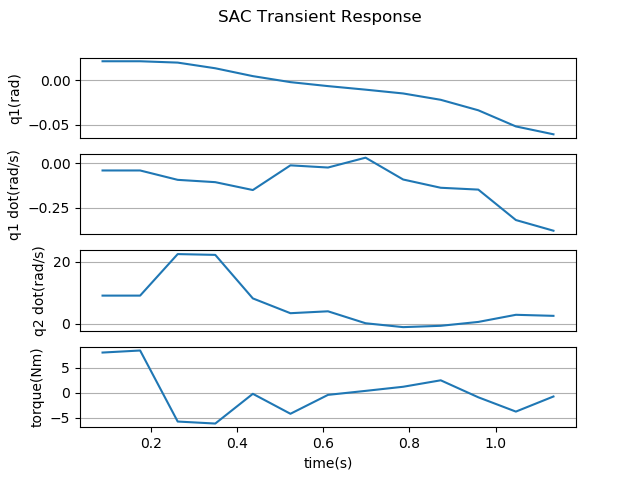 SAC Transient Response
q1(rad)
0.00
−0.05
q1 dot(rad/s)
0.00
−0.25
q2 dot(rad/s)
20
0
torque(Nm)
5
0
−5
0.2 0.4 0.6 0.8 1.0
time(s)